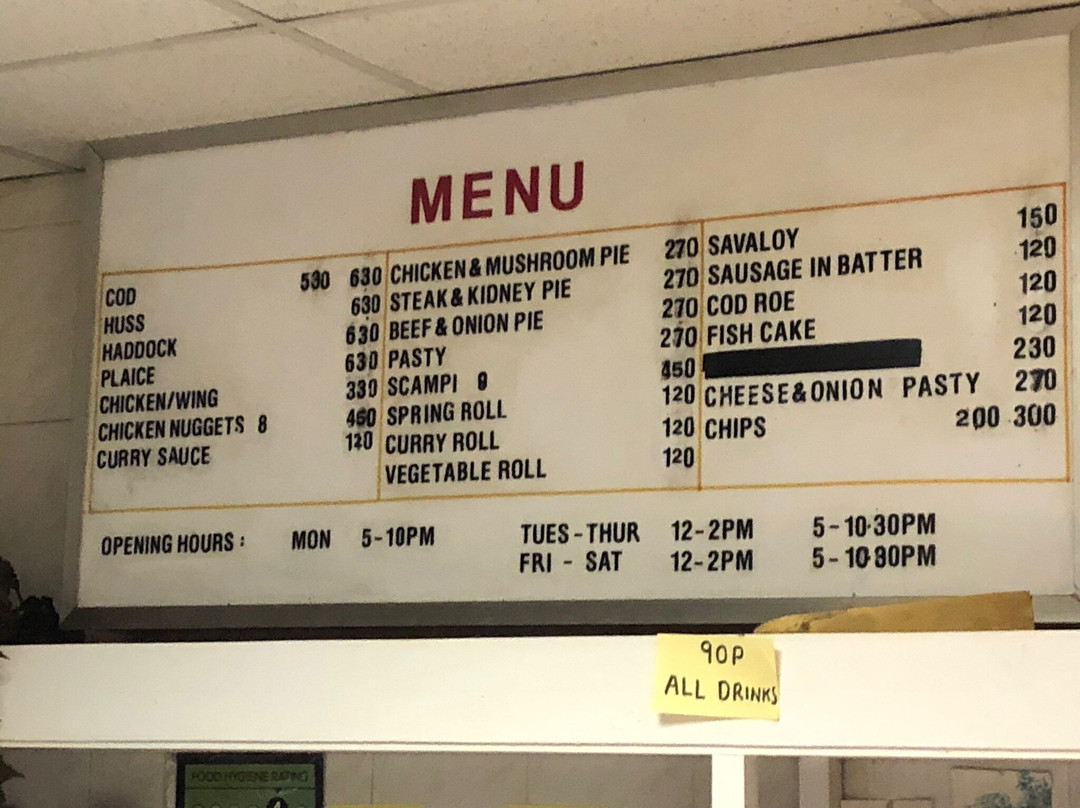 MENU
COD 530 630
HUSS 630
HADDOCK 630
PLAICE 630
CHICKEN/WING 330
CHICKEN NUGGETS 8 460
CURRY SAUCE 120
CHICKEN & MUSHROOM PIE 270
STEAK & KIDNEY PIE 270
BEEF & ONION PIE 270
PASTY 270
SCAMPI 8 450
SPRING ROLL 120
CURRY ROLL 120
VEGETABLE ROLL 120
SAVALOY 150
SAUSAGE IN BATTER 120
COD ROE 120
FISH CAKE 120
230
CHEESE & ONION PASTY 270
CHIPS 200 300
OPENING HOURS : MON 5-10PM TUES - THUR 12-2PM 5-10·30PM
FRI - SAT 12-2PM 5-10 30PM
90P
ALL DRINKS
FOOD HYGIENE RATING